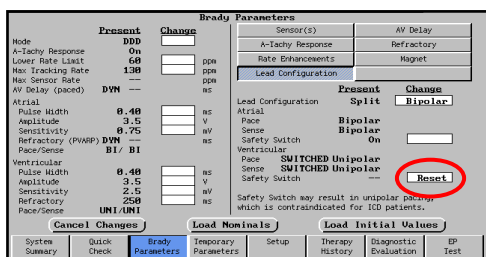 Brady Parameters
Present Change
Mode DDD
A-Tachy Response On
Lower Rate Limit 60 ppm
Max Tracking Rate 130 ppm
Max Sensor Rate -- ppm
AV Delay (paced) DYN -- ms
Atrial
Pulse Width 0.40 ms
Amplitude 3.5 V
Sensitivity 0.75 mV
Refractory (PVARP) DYN -- ms
Pace/Sense BI/ BI
Ventricular
Pulse Width 0.40 ms
Amplitude 3.5 V
Sensitivity 2.5 mV
Refractory 250 ms
Pace/Sense UNI/UNI
Sensor(s) AV Delay
A-Tachy Response Refractory
Rate Enhancements Magnet
Lead Configuration
Present Change
Lead Configuration Split Bipolar
Atrial
Pace Bipolar
Sense Bipolar
Safety Switch On
Ventricular
Pace SWITCHED Unipolar
Sense SWITCHED Unipolar
Safety Switch -- Reset
Safety Switch may result in unipolar pacing,
which is contraindicated for ICD patients.
Cancel Changes Load Nominals Load Initial Values
System Summary Quick Check Brady Parameters Temporary Parameters Setup Therapy History Diagnostic Evaluation EP Test